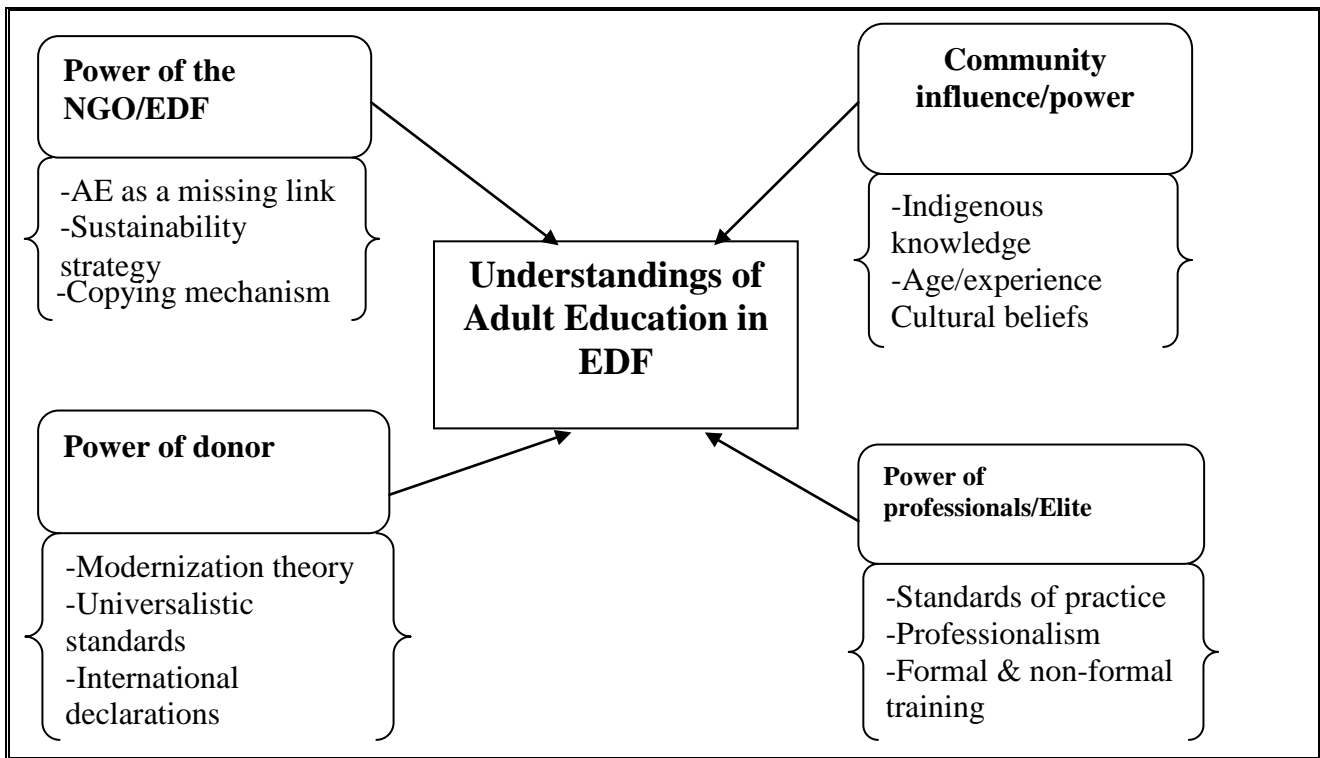 Power of the
NGO/EDF
-AE as a missing link
-Sustainability
strategy
-Copying mechanism
Community
influence/power
-Indigenous
knowledge
-Age/experience
Cultural beliefs
Understandings of
Adult Education in
EDF
Power of donor
-Modernization theory
-Universalistic
standards
-International
declarations
Power of
professionals/Elite
-Standards of practice
-Professionalism
-Formal & non-formal
training